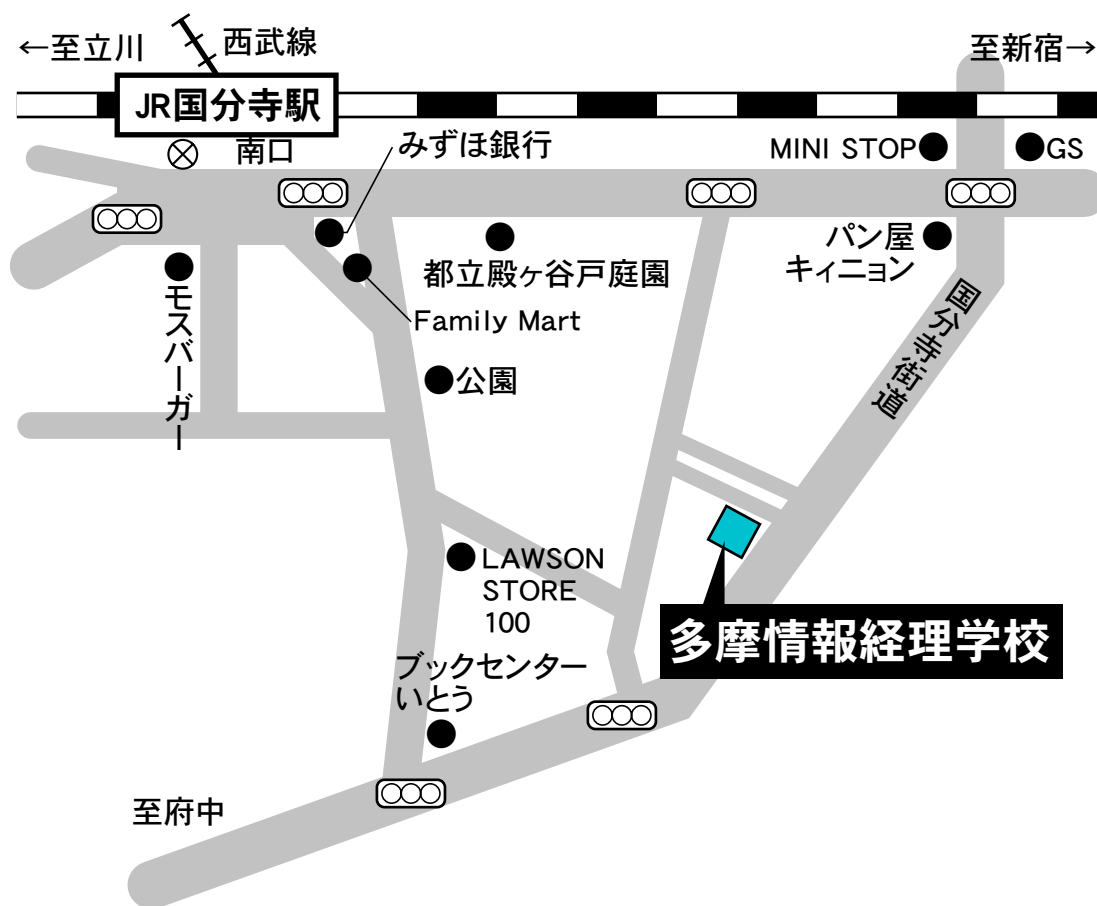 ←至立川
西武線
至新宿→
JR国分寺駅
南口
みずほ銀行
MINI STOP
GS
パン屋
キィニョン
都立殿ヶ谷戸庭園
モスバーガー
Family Mart
国分寺街道
公園
LAWSON
STORE
100
多摩情報経理学校
ブックセンター
いとう
至府中